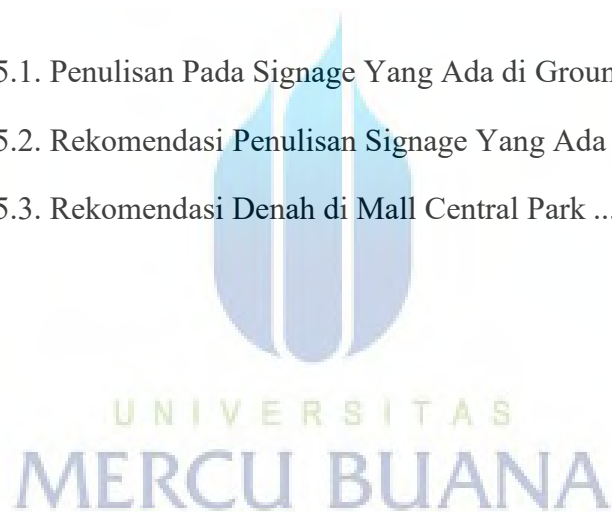 5.1. Penulisan Pada Signage Yang Ada di Groun
5.2. Rekomendasi Penulisan Signage Yang Ada
5.3. Rekomendasi Denah di Mall Central Park ...
UNIVERSITAS
MERCU BUANA